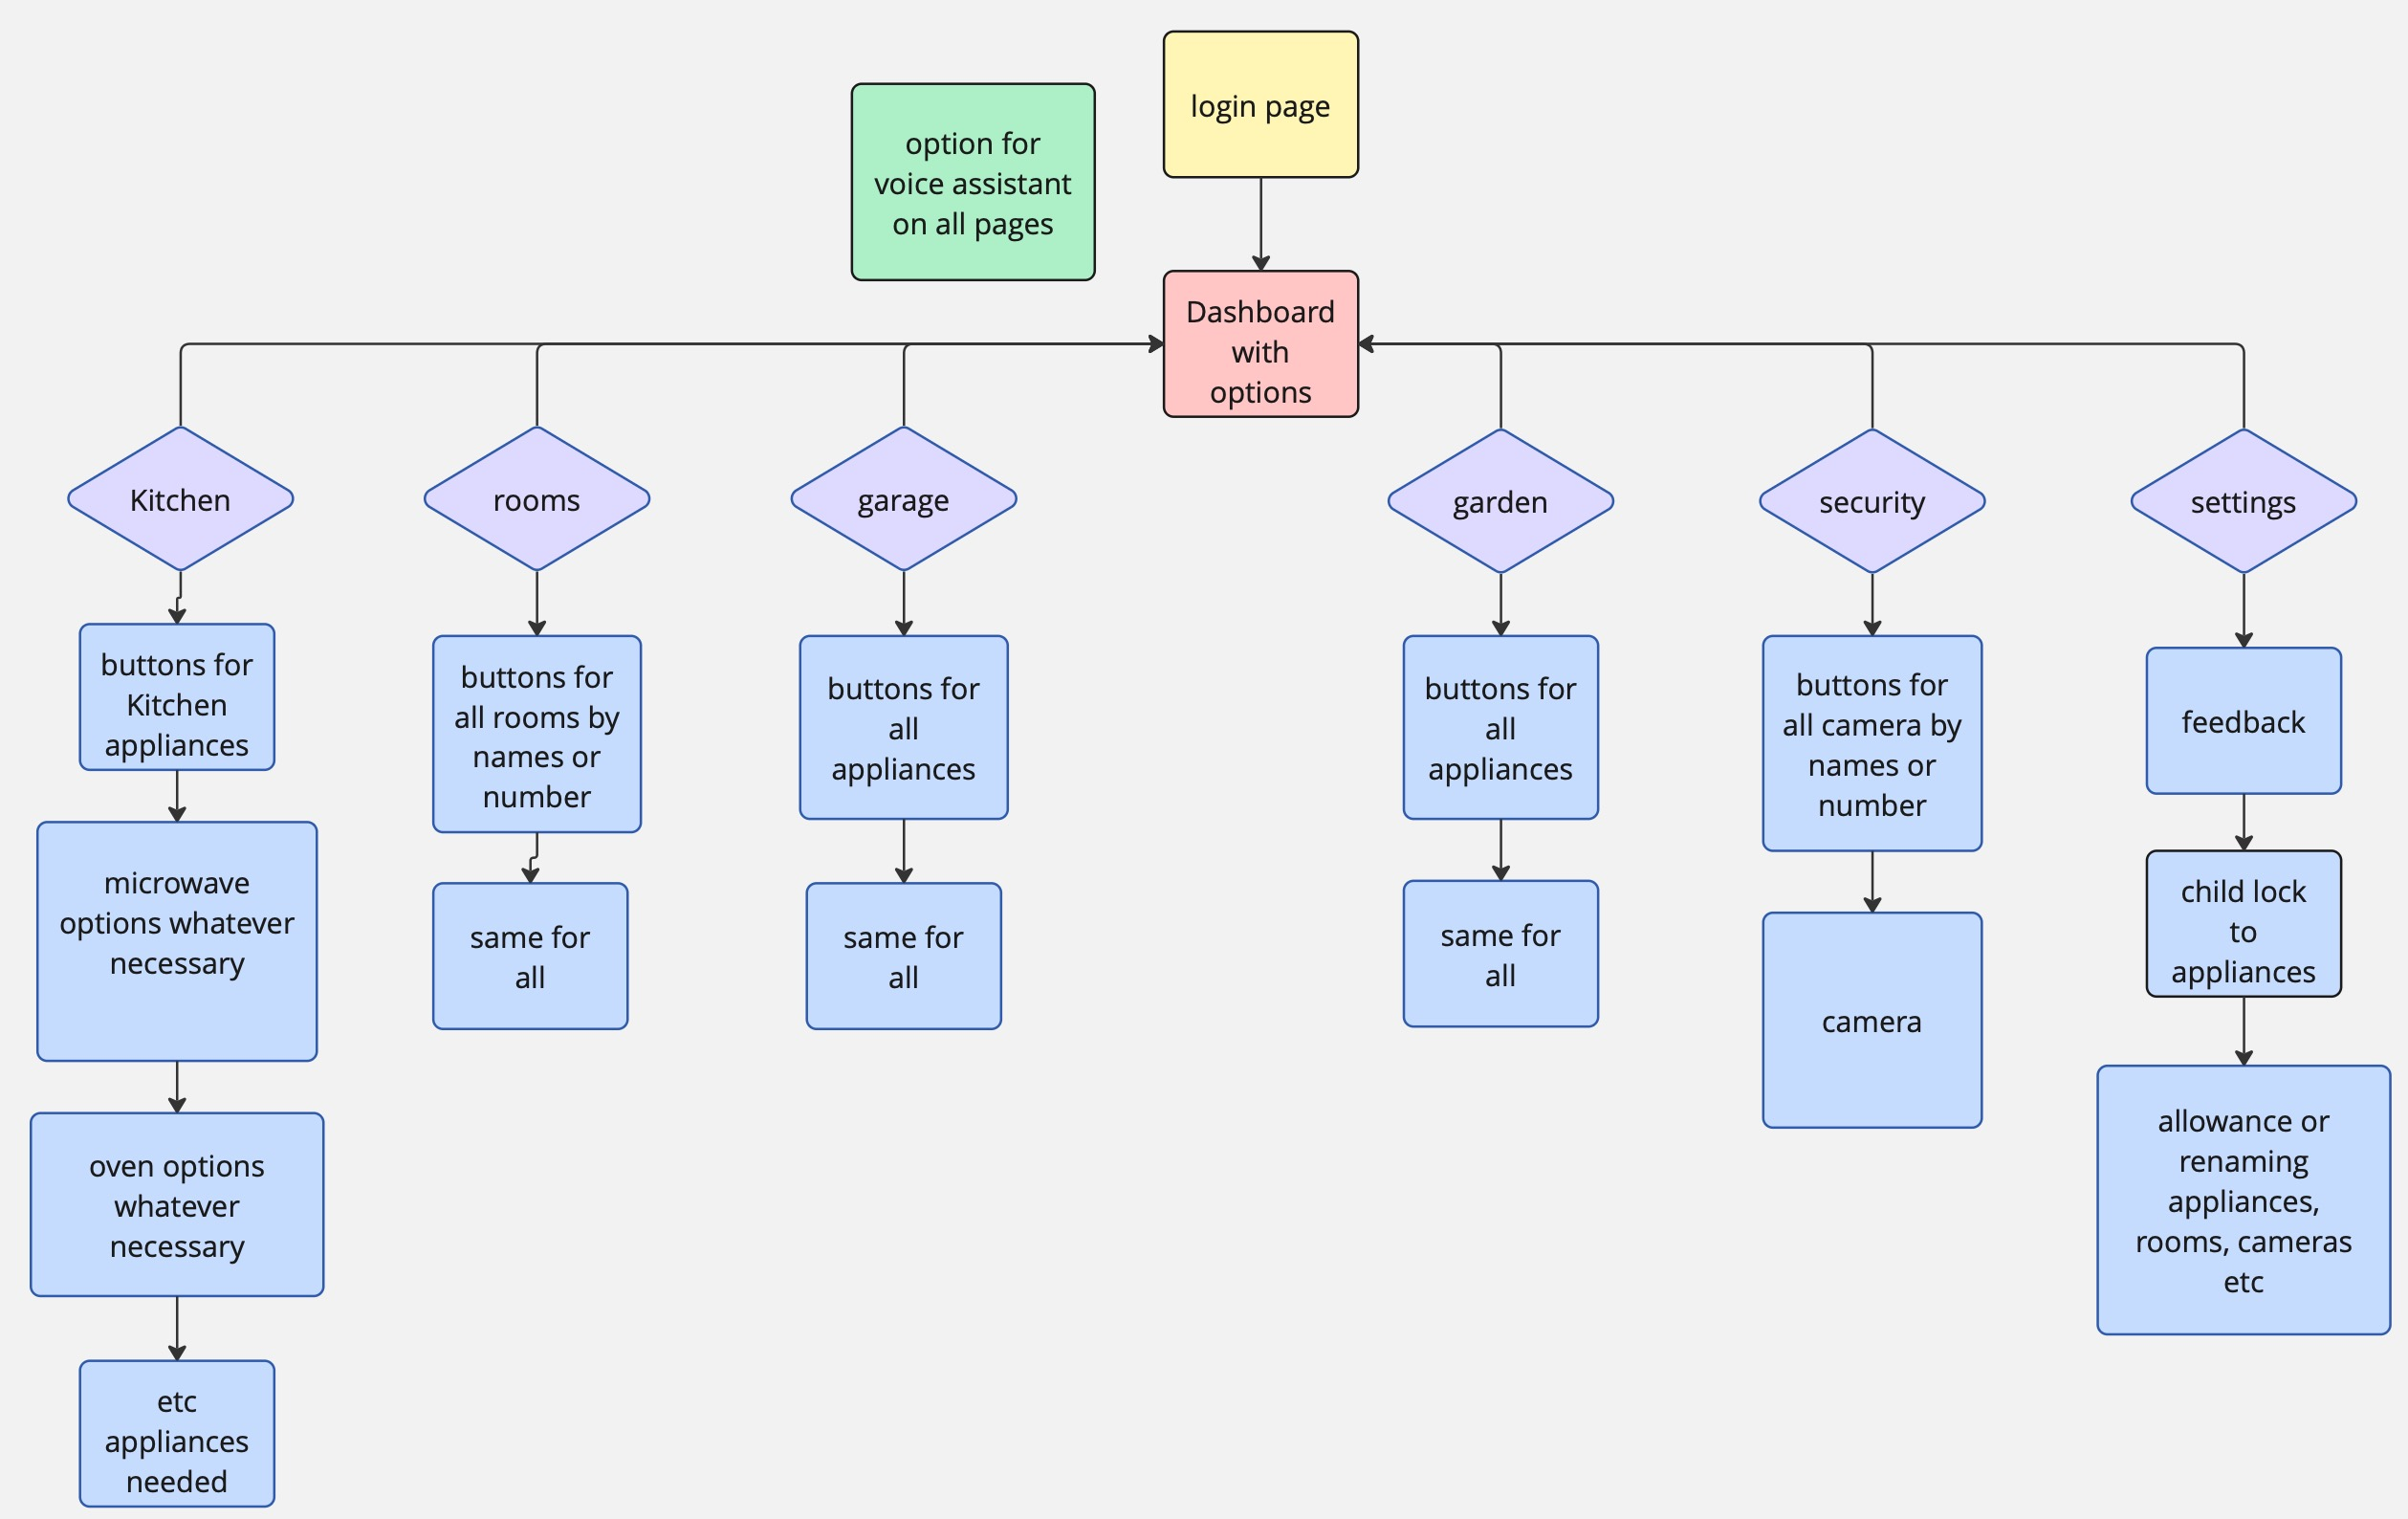 login page
option for
voice assistant
on all pages
Dashboard
with
options
Kitchen
rooms
garage
garden
security
settings
buttons for
Kitchen
appliances
buttons for
all rooms by
names or
number
buttons for
all
appliances
buttons for
all
appliances
buttons for
all camera by
names or
number
feedback
microwave
options whatever
necessary
same for
all
same for
all
same for
all
camera
child lock
to
appliances
oven options
whatever
necessary
allowance or
renaming
appliances,
rooms, cameras
etc
etc
appliances
needed